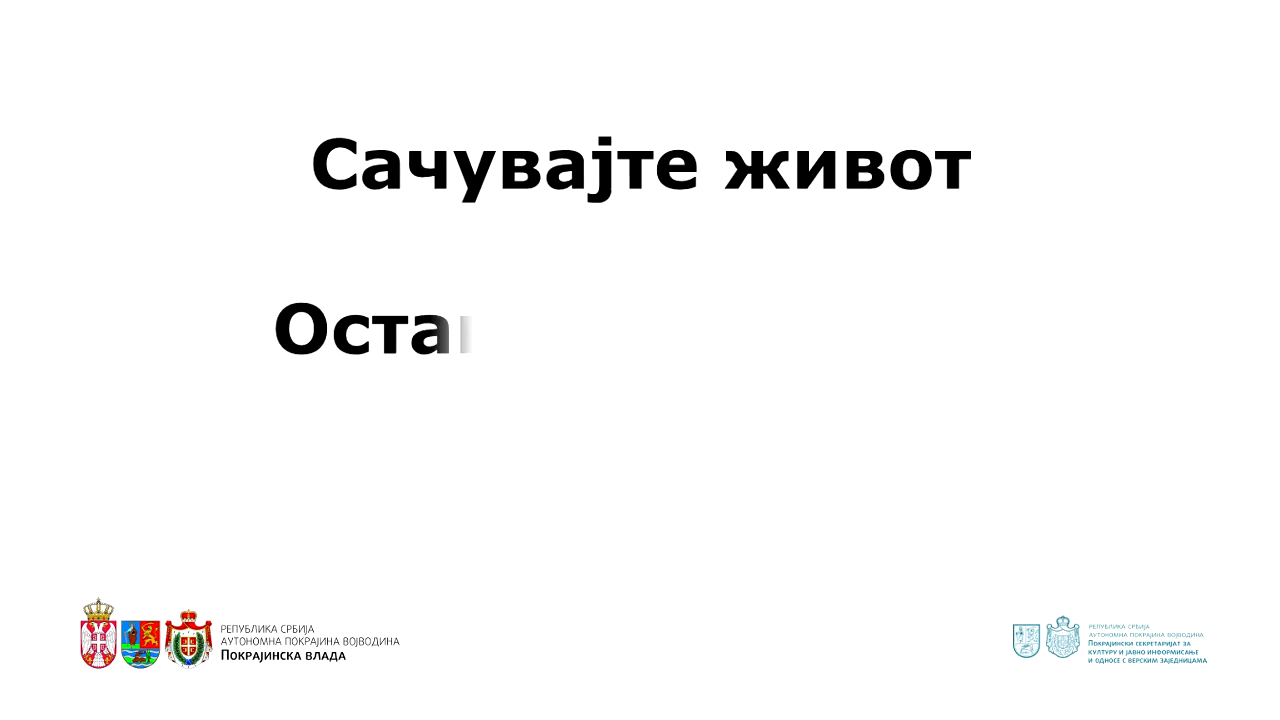 Сачувајте живот
РЕПУБЛИКА СРБИЈА
АУТОНОМНА ПОКРАЈИНА ВОЈВОДИНА
ПОКРАЈИНСКА ВЛАДА
РЕПУБЛИКА СРБИЈА
АУТОНОМНА ПОКРАЈИНА ВОЈВОДИНА
ПОКРАЈИНСКИ СЕКРЕТАРИЈАТ ЗА
КУЛТУРУ И ЈАВНО ИНФОРМИСАЊЕ
И ОДНОСЕ С ВЕРСКИМ ЗАЈЕДНИЦАМА